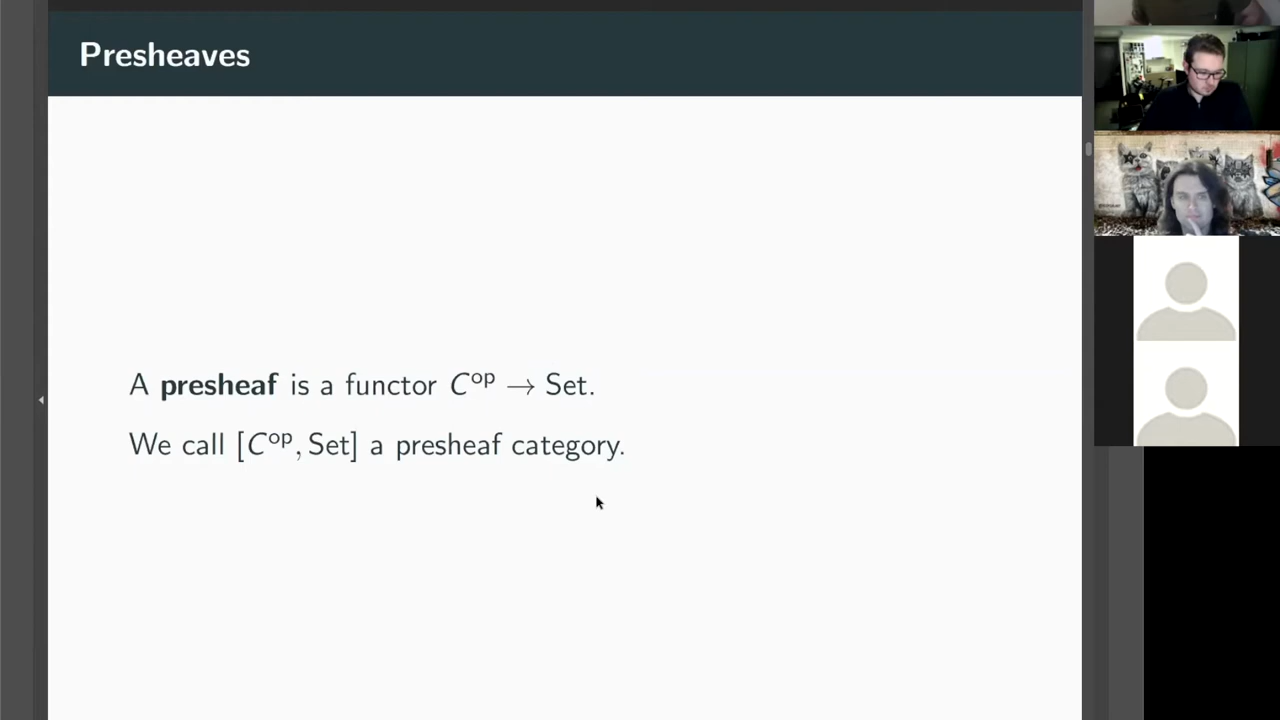 Presheaves
A presheaf is a functor C^op → Set.
We call [C^op, Set] a presheaf category.